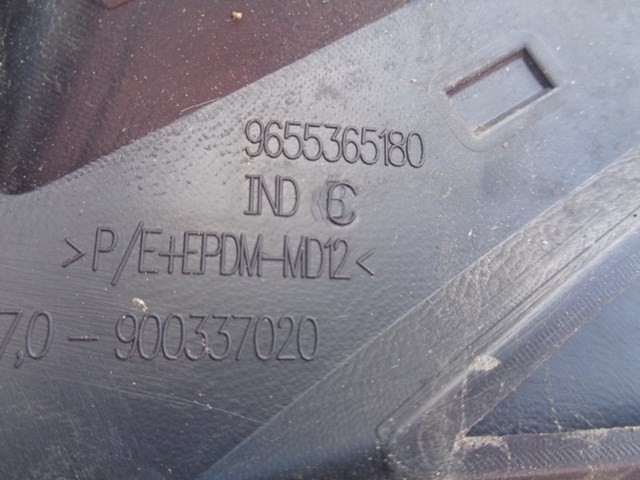 9655365180
IND C
>P/E+EPDM-MD12<
7,0 - 900337020